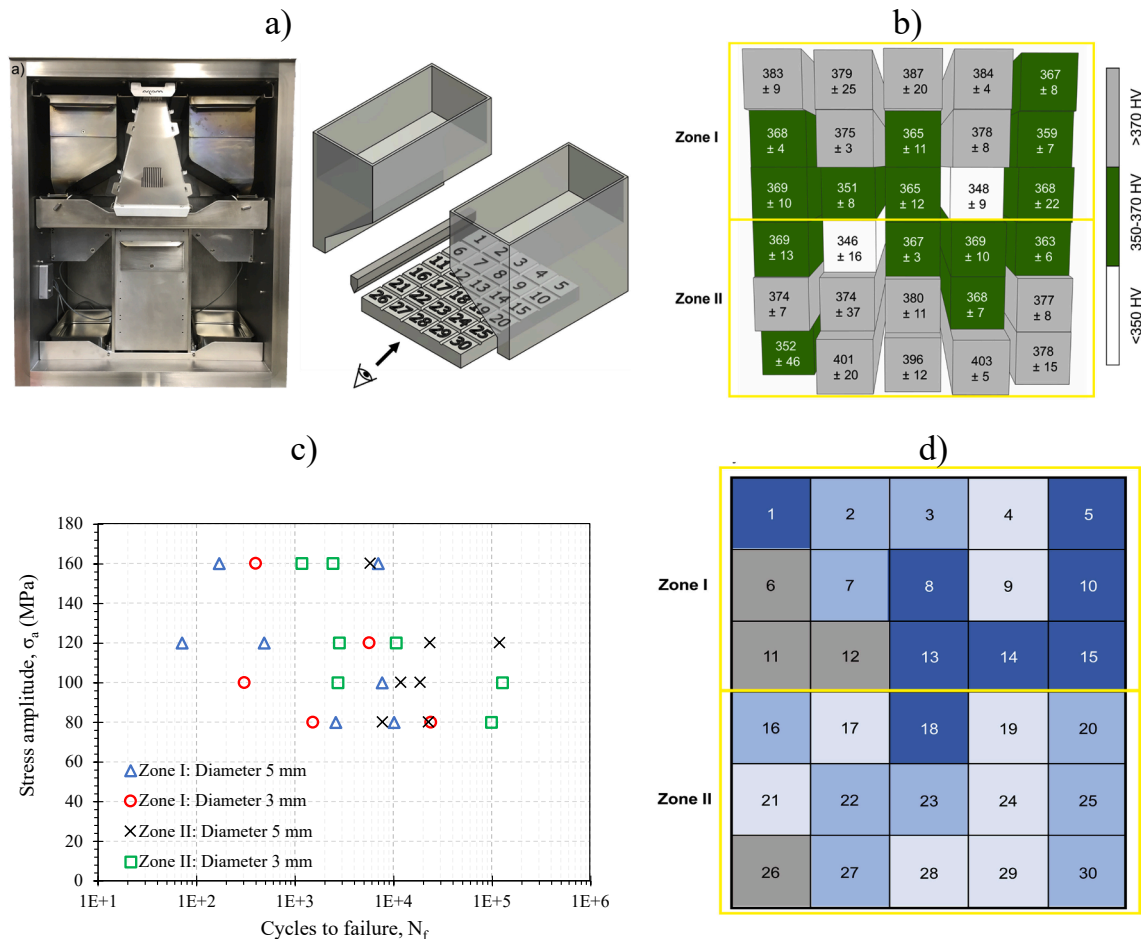 a)
b)
a)
1 2 3 4 5
6 7 8 9 10
11 12 13 14 15
16 17 18 19 20
21 22 23 24 25
26 27 28 29 30
Zone I
383 ± 9
379 ± 25
387 ± 20
384 ± 4
367 ± 8
368 ± 4
375 ± 3
365 ± 11
378 ± 8
359 ± 7
369 ± 10
351 ± 8
365 ± 12
348 ± 9
368 ± 22
Zone II
369 ± 13
346 ± 16
367 ± 3
369 ± 10
363 ± 6
374 ± 7
374 ± 37
380 ± 11
368 ± 7
377 ± 8
352 ± 46
401 ± 20
396 ± 12
403 ± 5
378 ± 15
>370 HV
350-370 HV
<350 HV
c)
Stress amplitude, σa (MPa)
180
160
140
120
100
80
60
40
20
0
Zone I: Diameter 5 mm
Zone I: Diameter 3 mm
Zone II: Diameter 5 mm
Zone II: Diameter 3 mm
1E+1 1E+2 1E+3 1E+4 1E+5 1E+6
Cycles to failure, Nf
d)
Zone I
1 2 3 4 5
6 7 8 9 10
11 12 13 14 15
Zone II
16 17 18 19 20
21 22 23 24 25
26 27 28 29 30